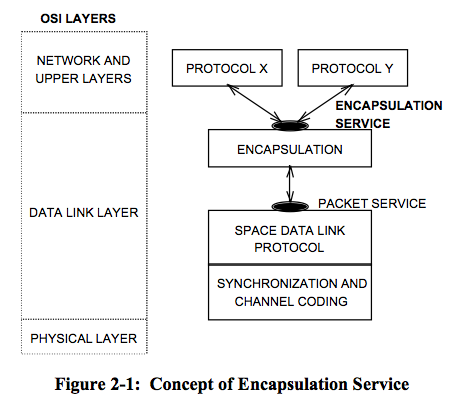 OSI LAYERS
NETWORK AND
UPPER LAYERS
PROTOCOL X
PROTOCOL Y
ENCAPSULATION
SERVICE
ENCAPSULATION
DATA LINK LAYER
PACKET SERVICE
SPACE DATA LINK
PROTOCOL
SYNCHRONIZATION AND
CHANNEL CODING
PHYSICAL LAYER
Figure 2-1: Concept of Encapsulation Service